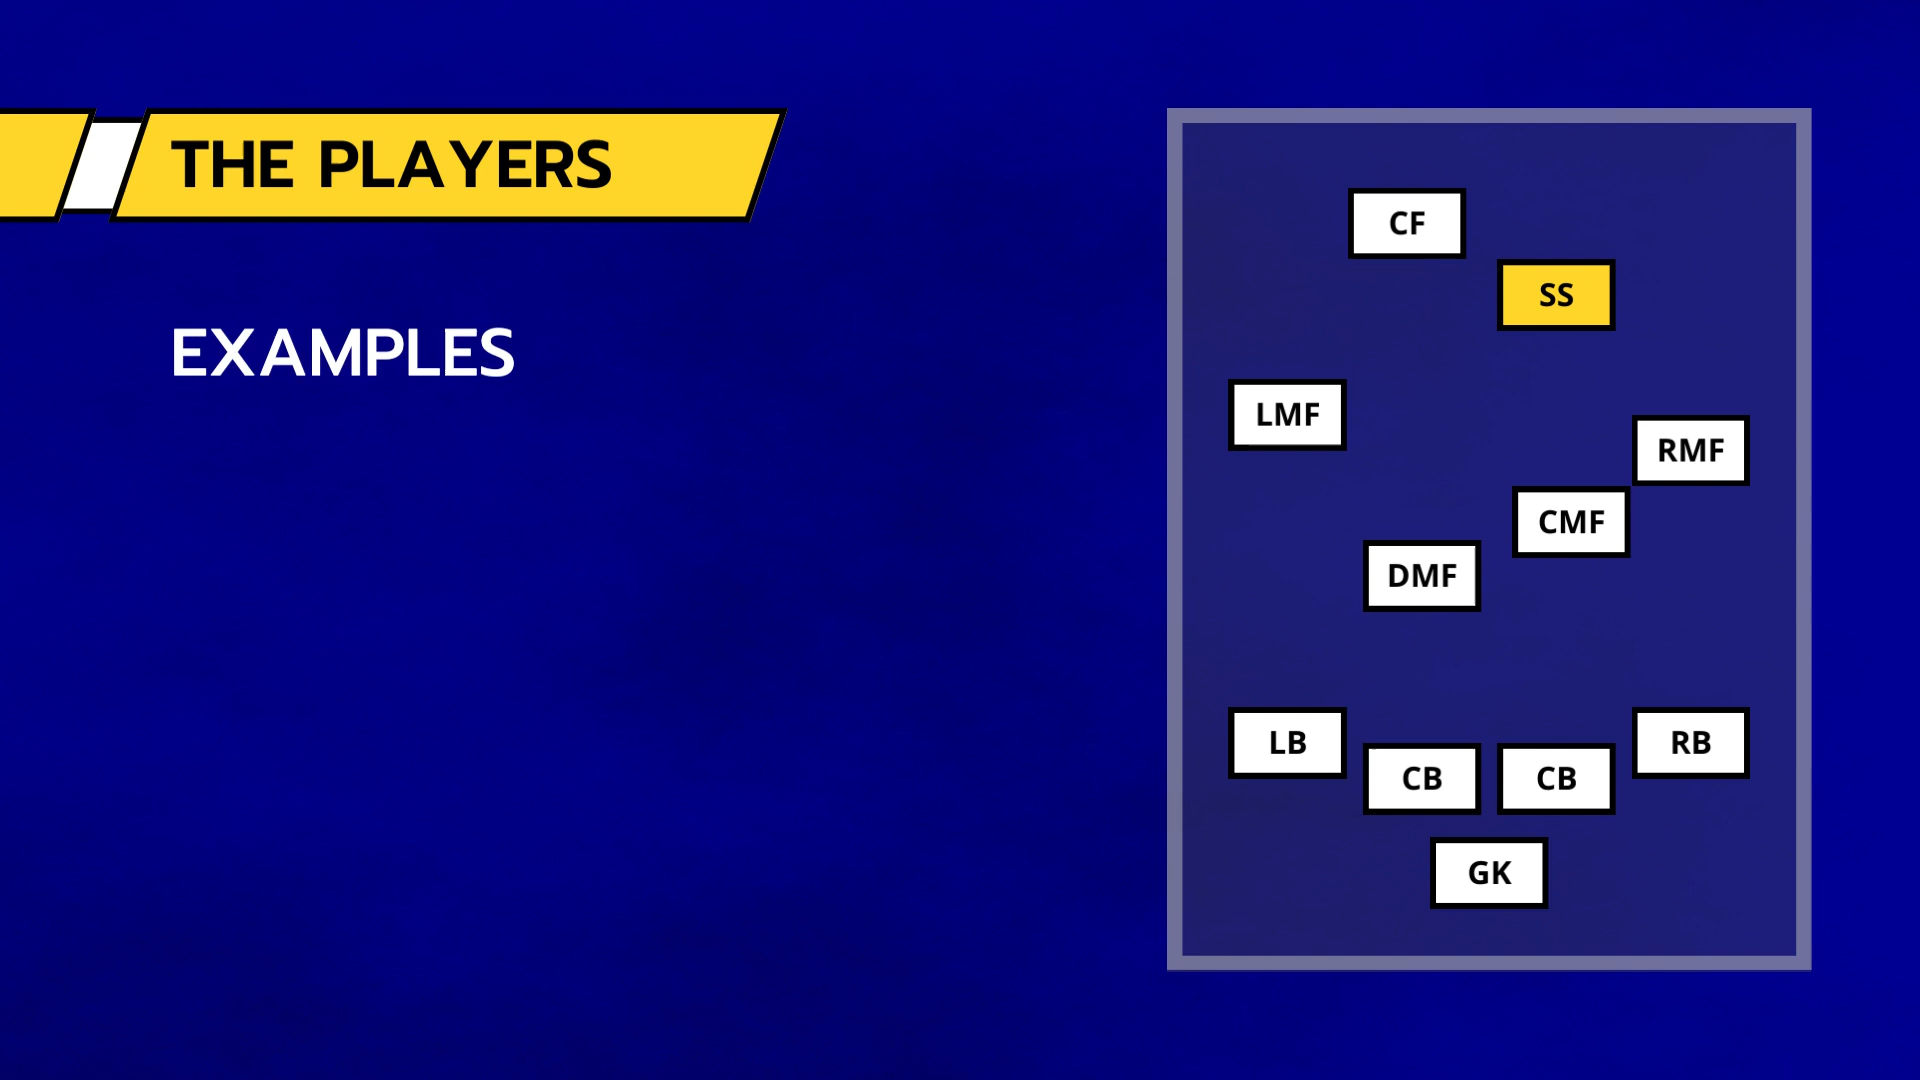 THE PLAYERS
EXAMPLES
CF
SS
LMF
RMF
CMF
DMF
LB
RB
CB
CB
GK